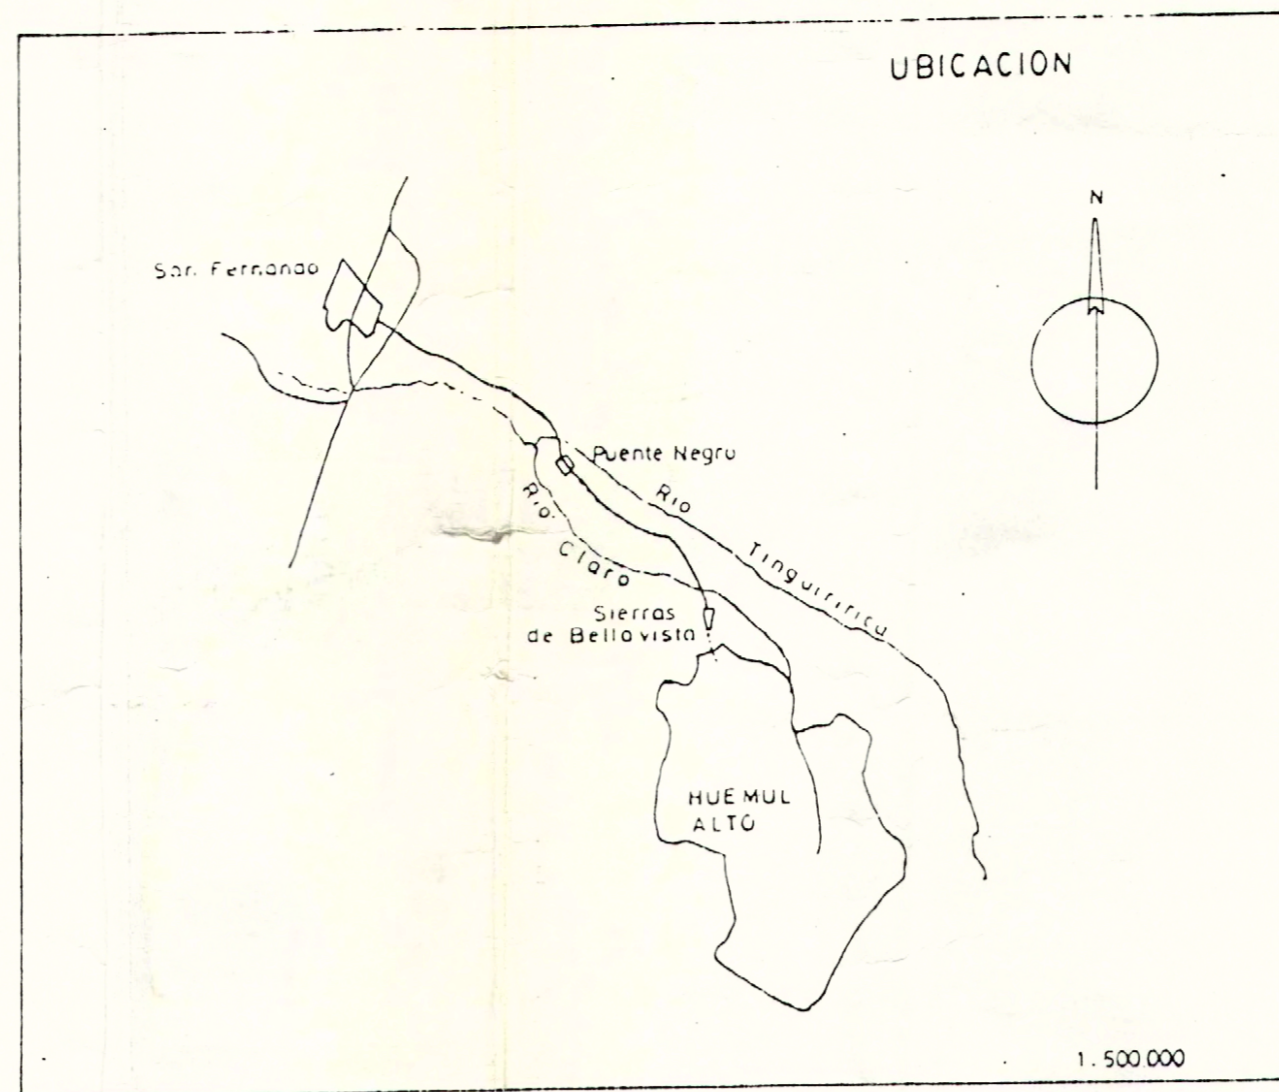 UBICACION
N
San Fernando
Puente Negro
Rio Tinguiririca
Rio Claro
Sierras
de Bellavista
HUEMUL
ALTO
1. 500.000